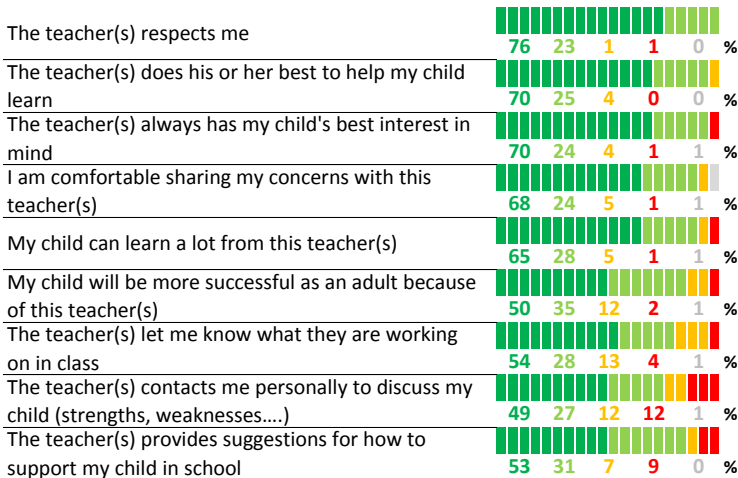 The teacher(s) respects me
76 23 1 1 0 %
The teacher(s) does his or her best to help my child
learn
70 25 4 0 0 %
The teacher(s) always has my child's best interest in
mind
70 24 4 1 1 %
I am comfortable sharing my concerns with this
teacher(s)
68 24 5 1 1 %
My child can learn a lot from this teacher(s)
65 28 5 1 1 %
My child will be more successful as an adult because
of this teacher(s)
50 35 12 2 1 %
The teacher(s) let me know what they are working
on in class
54 28 13 4 1 %
The teacher(s) contacts me personally to discuss my
child (strengths, weaknesses....)
49 27 12 12 1 %
The teacher(s) provides suggestions for how to
support my child in school
53 31 7 9 0 %